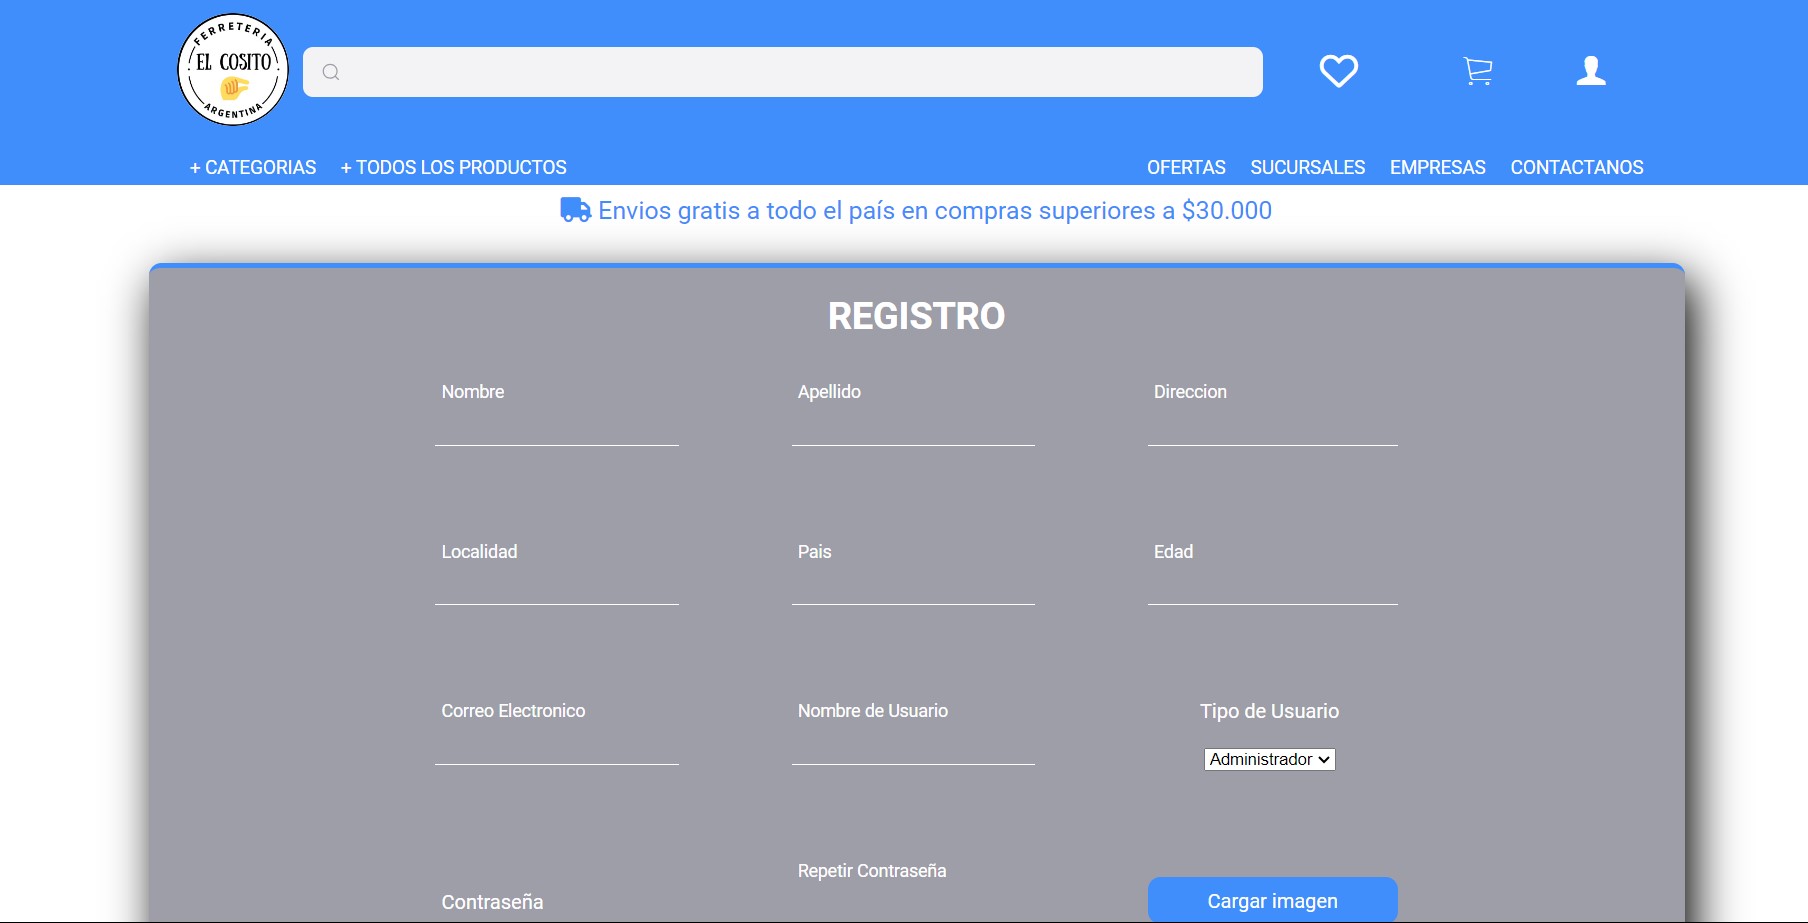 FERRETERIA
EL COSITO
ARGENTINA
+ CATEGORIAS + TODOS LOS PRODUCTOS OFERTAS SUCURSALES EMPRESAS CONTACTANOS
Envios gratis a todo el país en compras superiores a $30.000
REGISTRO
Nombre Apellido Direccion
Localidad Pais Edad
Correo Electronico Nombre de Usuario Tipo de Usuario
Administrador
Repetir Contraseña
Contraseña Cargar imagen